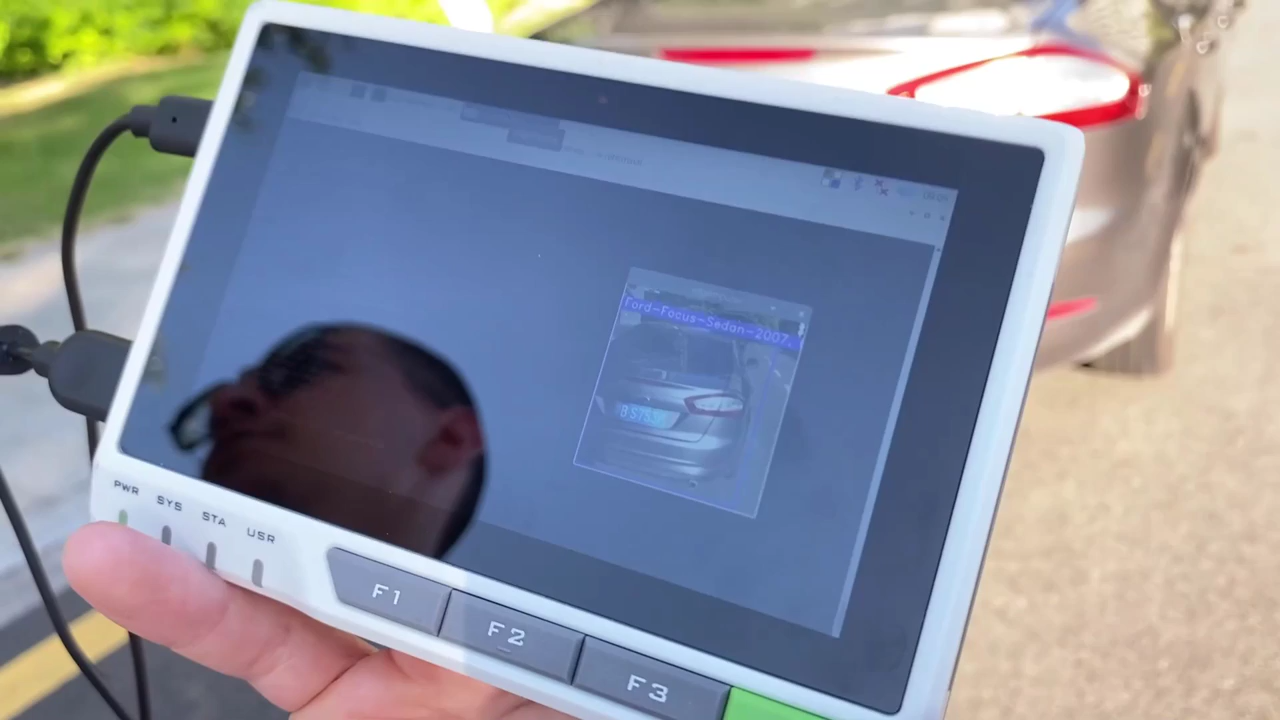 Ford-Focus-Sedan-2007.
PWR
SYS
STA
USR
F1
F2
F3